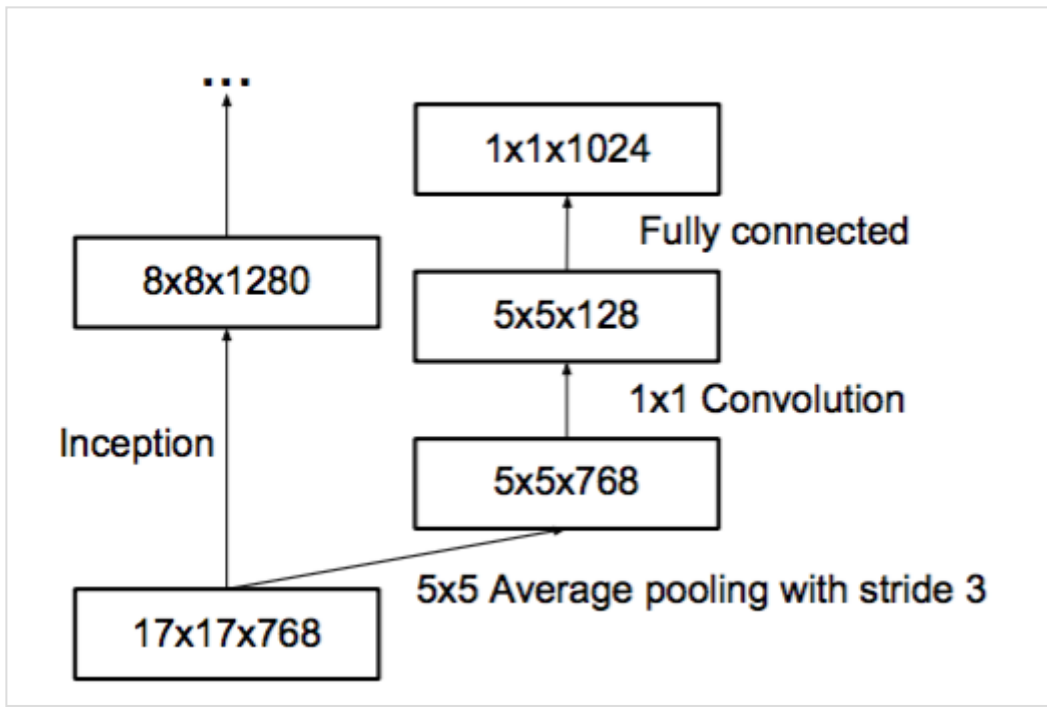 ...
1x1x1024
Fully connected
8x8x1280
5x5x128
1x1 Convolution
Inception
5x5x768
5x5 Average pooling with stride 3
17x17x768